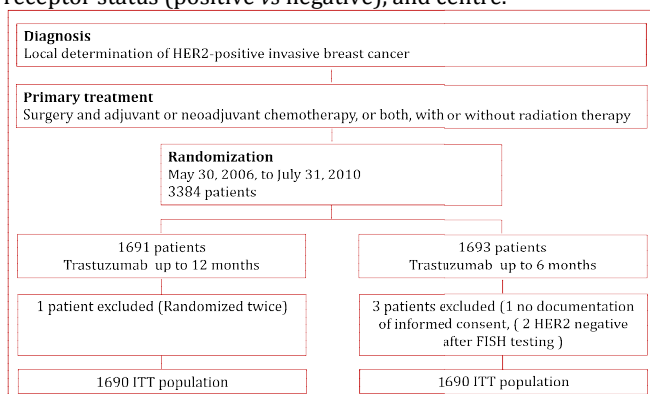 receptor status (positive vs negative), and centre.
Diagnosis
Local determination of HER2-positive invasive breast cancer
Primary treatment
Surgery and adjuvant or neoadjuvant chemotherapy, or both, with or without radiation therapy
Randomization
May 30, 2006, to July 31, 2010
3384 patients
1691 patients
Trastuzumab up to 12 months
1693 patients
Trastuzumab up to 6 months
1 patient excluded (Randomized twice)
3 patients excluded (1 no documentation
of informed consent, ( 2 HER2 negative
after FISH testing )
1690 ITT population
1690 ITT population